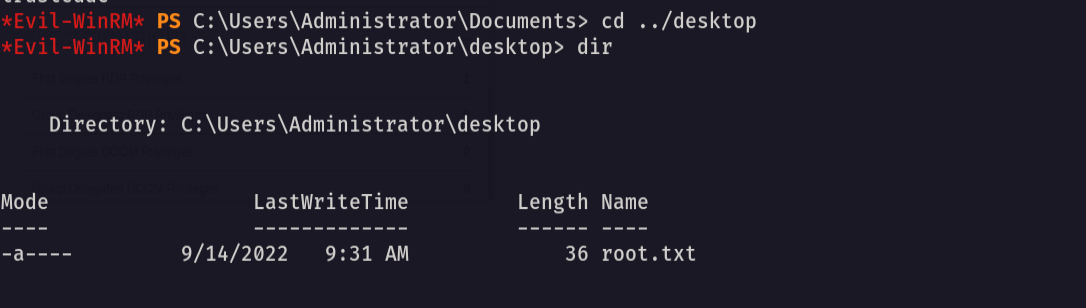 *Evil-WinRM* PS C:\Users\Administrator\Documents> cd ../desktop
*Evil-WinRM* PS C:\Users\Administrator\desktop> dir
Directory: C:\Users\Administrator\desktop
Mode LastWriteTime Length Name
---- ------------- ------ ----
-a---- 9/14/2022 9:31 AM 36 root.txt